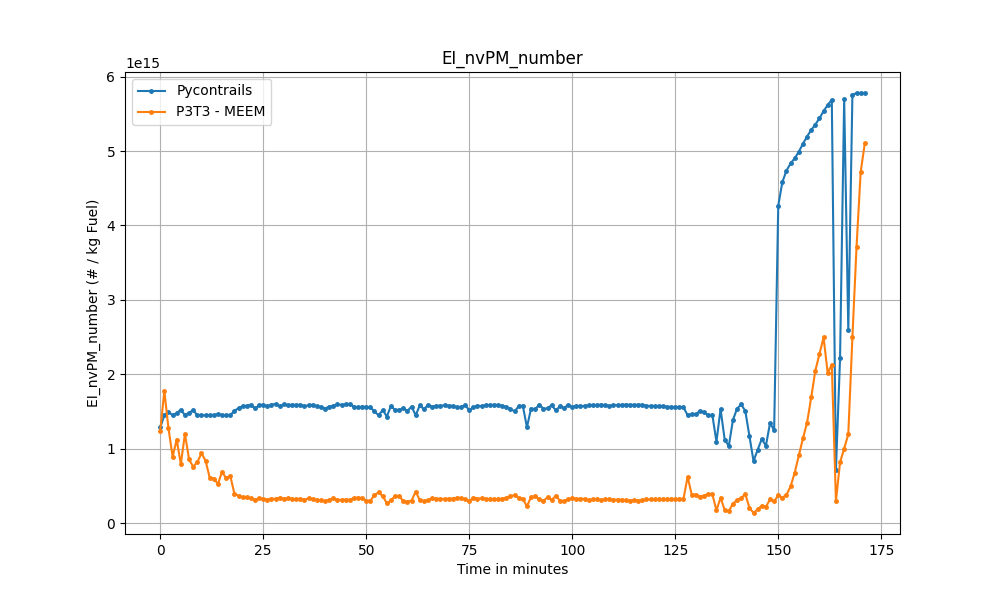 EI_nvPM_number
1e15
Pycontrails
P3T3 - MEEM
EI_nvPM_number (# / kg Fuel)
6
5
4
3
2
1
0
0 25 50 75 100 125 150 175
Time in minutes